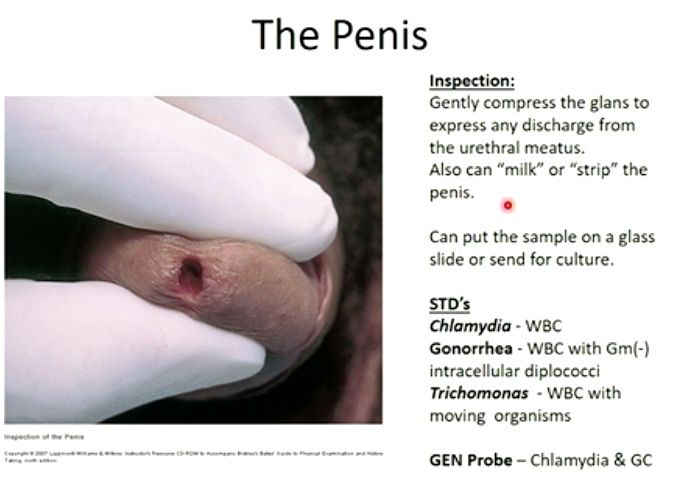 The Penis
Inspection:
Gently compress the glans to
express any discharge from
the urethral meatus.
Also can “milk” or “strip” the
penis.
Can put the sample on a glass
slide or send for culture.
STD’s
Chlamydia - WBC
Gonorrhea - WBC with Gm(-)
intracellular diplococci
Trichomonas - WBC with
moving organisms
GEN Probe – Chlamydia & GC
Inspection of the Penis
Copyright © 2007 Lippincott Williams & Wilkins. Instructor's Resource CD-ROM to Accompany Bickley's Bates' Guide to Physical Examination and History
Taking, ninth edition.